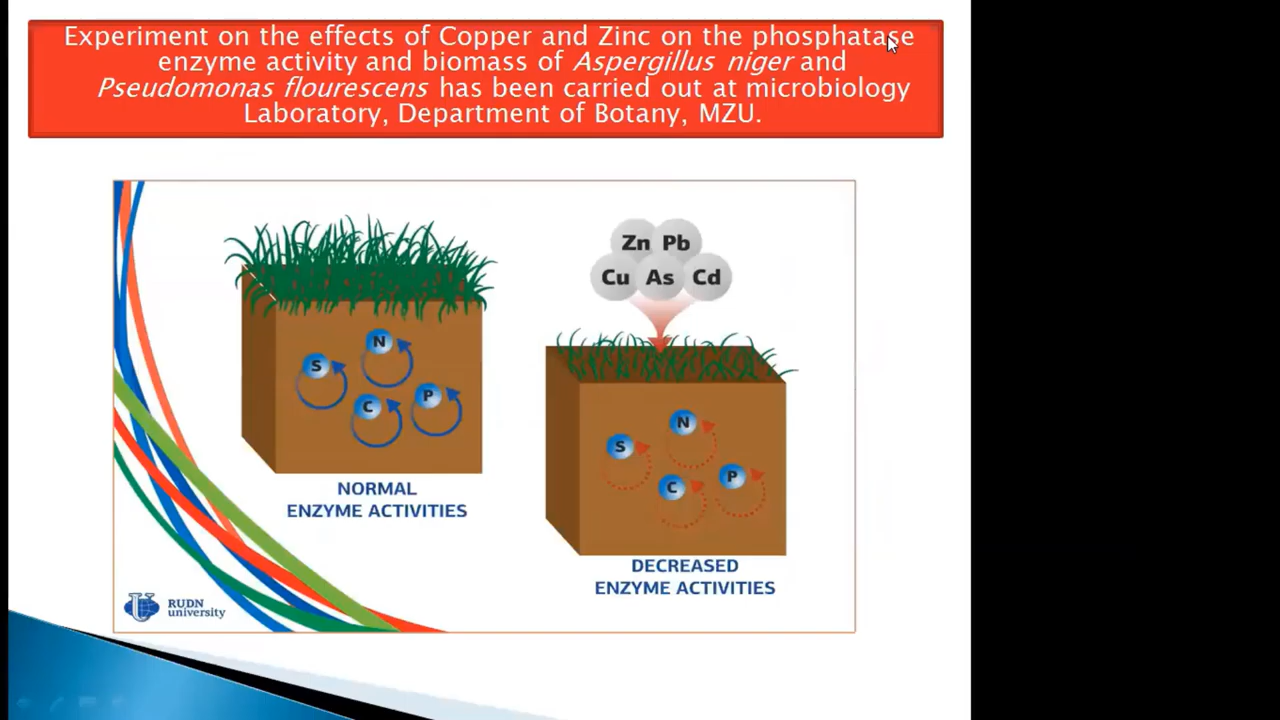 Experiment on the effects of Copper and Zinc on the phosphatase
enzyme activity and biomass of Aspergillus niger and
Pseudomonas flourescens has been carried out at microbiology
Laboratory, Department of Botany, MZU.
Zn Pb
Cu As Cd
N
S
C
P
NORMAL
ENZYME ACTIVITIES
N
S
C
P
DECREASED
ENZYME ACTIVITIES
RUDN
university